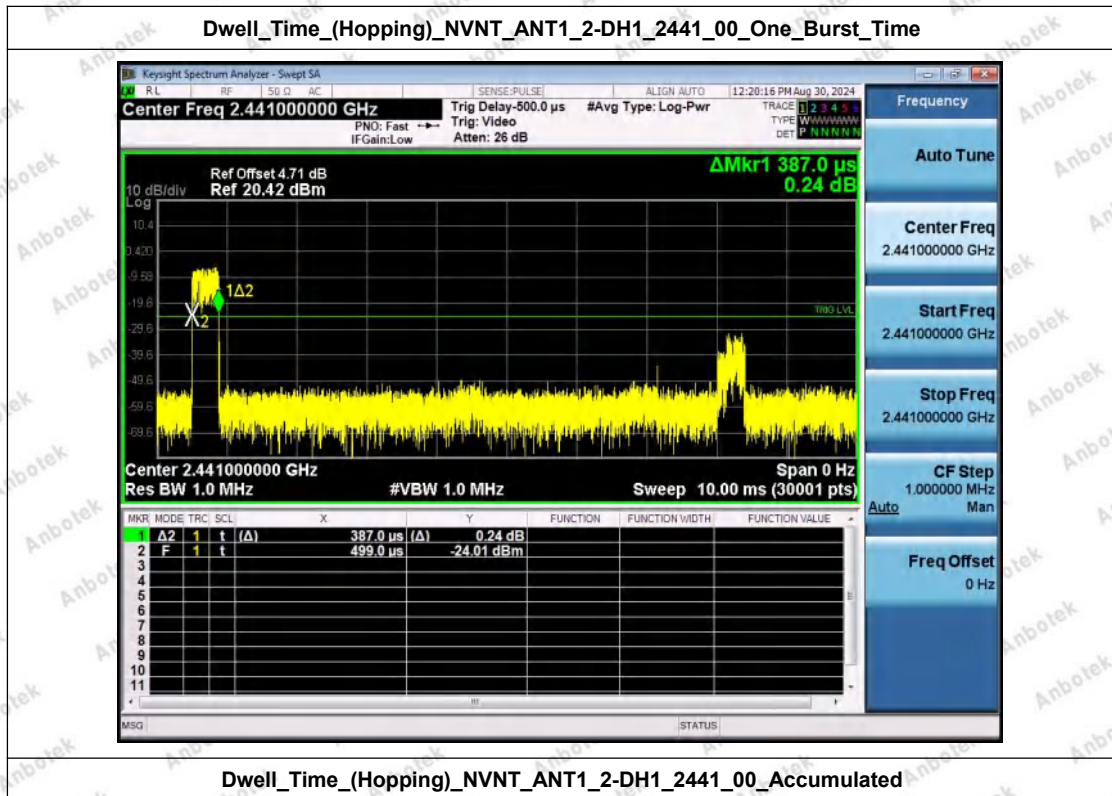 Dwell_Time_(Hopping)_NVNT_ANT1_2-DH1_2441_00_One_Burst_Time
Keysight Spectrum Analyzer - Swept SA
RL RF 50 Ω AC SENSE:PULSE ALIGN AUTO 12:20:16 PM Aug 30, 2024
Center Freq 2.441000000 GHz
PNO: Fast
IFGain:Low
Trig Delay-500.0 µs
Trig: Video
Atten: 26 dB
#Avg Type: Log-Pwr
TRACE 1 2 3 4 5 6
TYPE WWWWWW
DET P N N N N N
ΔMkr1 387.0 µs
0.24 dB
Ref Offset 4.71 dB
10 dB/div Ref 20.42 dBm
Log
10.4
0.420
-9.58
-19.6
-29.6
-39.6
-49.6
-59.6
-69.6
1Δ2
2
TRIG LVL
Center 2.441000000 GHz Span 0 Hz
Res BW 1.0 MHz #VBW 1.0 MHz Sweep 10.00 ms (30001 pts)
MKR MODE TRC SCL X Y FUNCTION FUNCTION WIDTH FUNCTION VALUE
1 Δ2 1 t (Δ) 387.0 µs (Δ) 0.24 dB
2 F 1 t 499.0 µs -24.01 dBm
3
4
5
6
7
8
9
10
11
MSG STATUS
Frequency
Auto Tune
Center Freq
2.441000000 GHz
Start Freq
2.441000000 GHz
Stop Freq
2.441000000 GHz
CF Step
1.000000 MHz
Auto Man
Freq Offset
0 Hz
Dwell_Time_(Hopping)_NVNT_ANT1_2-DH1_2441_00_Accumulated